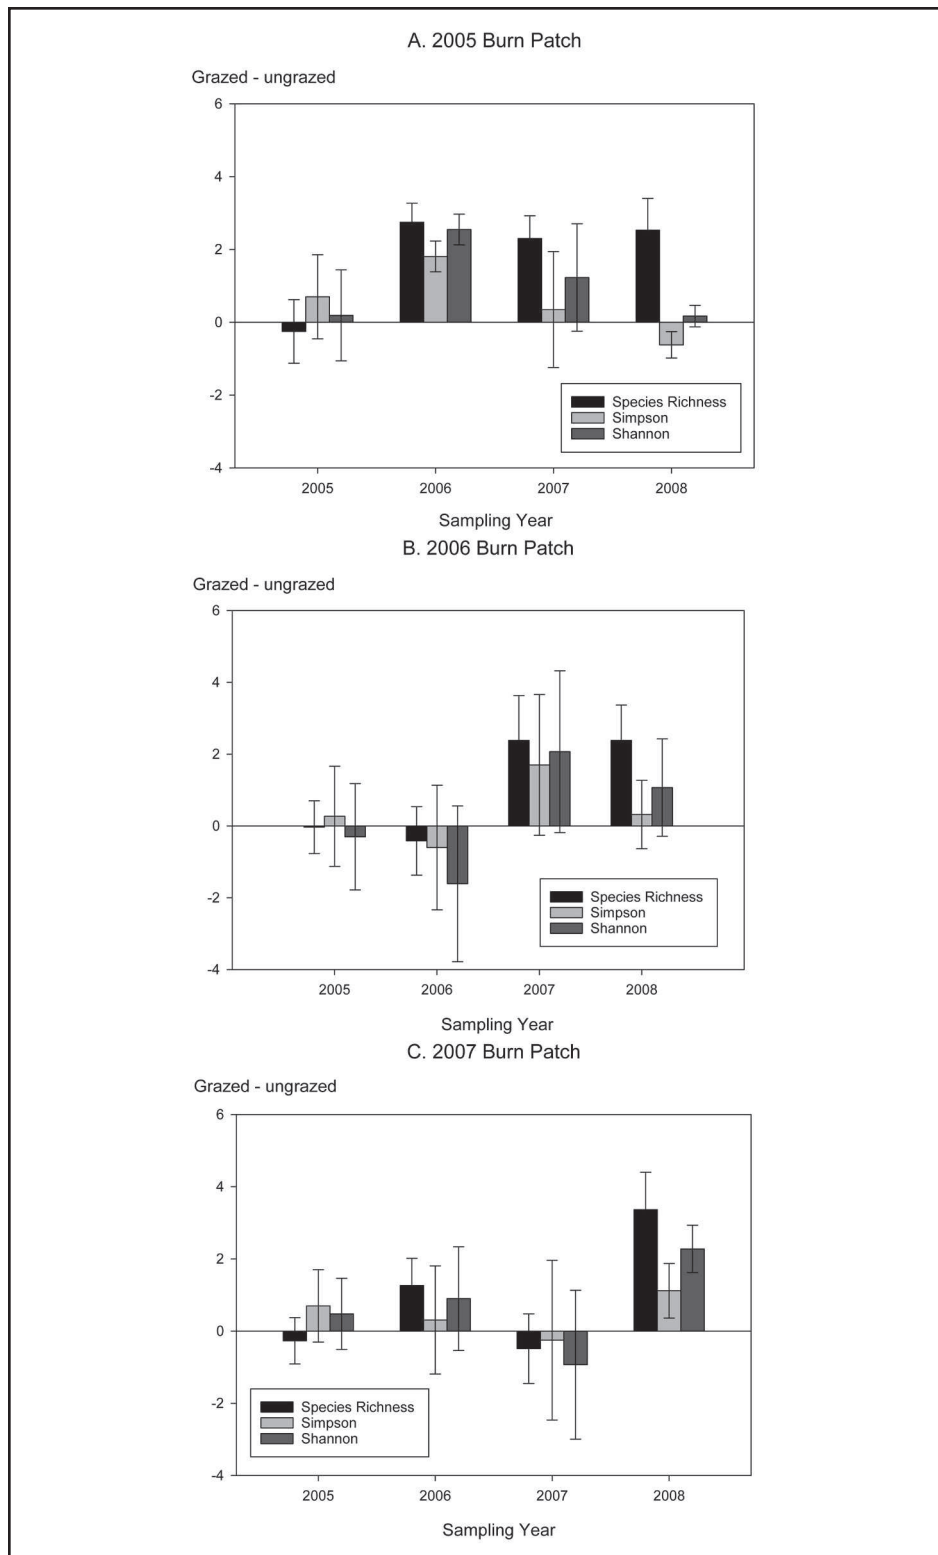 A. 2005 Burn Patch
Grazed - ungrazed
6
4
2
0
-2
-4
Species Richness
Simpson
Shannon
2005 2006 2007 2008
Sampling Year
B. 2006 Burn Patch
Grazed - ungrazed
6
4
2
0
-2
-4
Species Richness
Simpson
Shannon
2005 2006 2007 2008
Sampling Year
C. 2007 Burn Patch
Grazed - ungrazed
6
4
2
0
-2
-4
Species Richness
Simpson
Shannon
2005 2006 2007 2008
Sampling Year